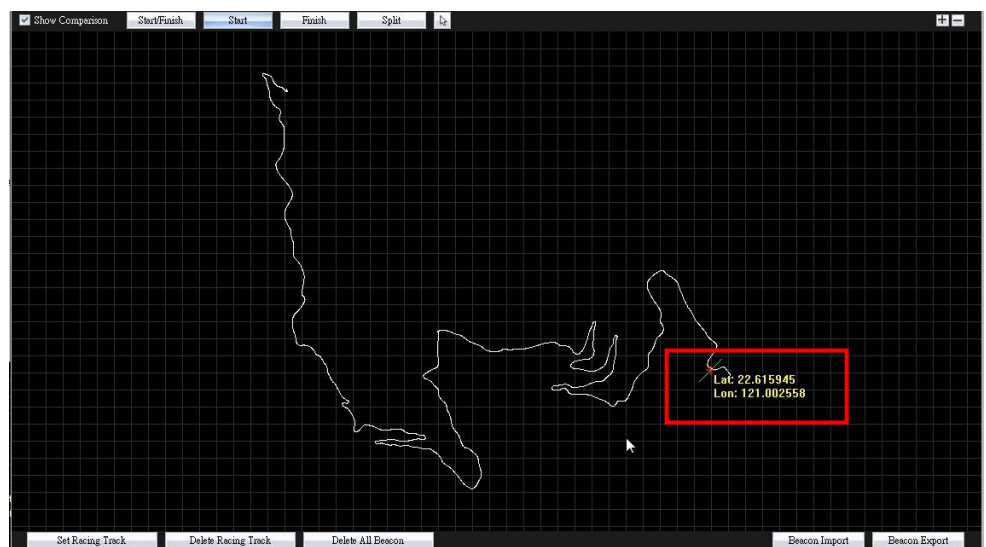 Show Comparison Start/Finish Start Finish Split
Lat: 22.615945
Lon: 121.002558
Set Racing Track Delete Racing Track Delete All Beacon Beacon Import Beacon Export